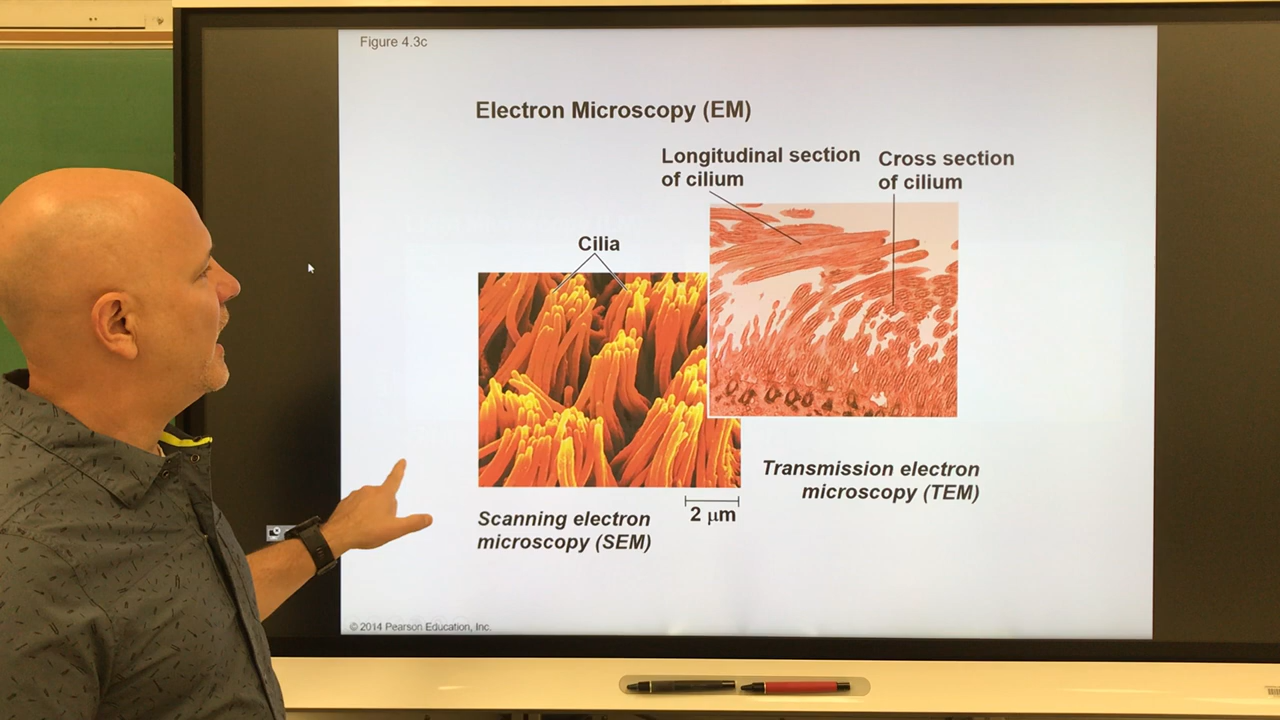 Figure 4.3c
Electron Microscopy (EM)
Longitudinal section
of cilium
Cross section
of cilium
Cilia
Transmission electron
microscopy (TEM)
2 μm
Scanning electron
microscopy (SEM)
© 2014 Pearson Education, Inc.